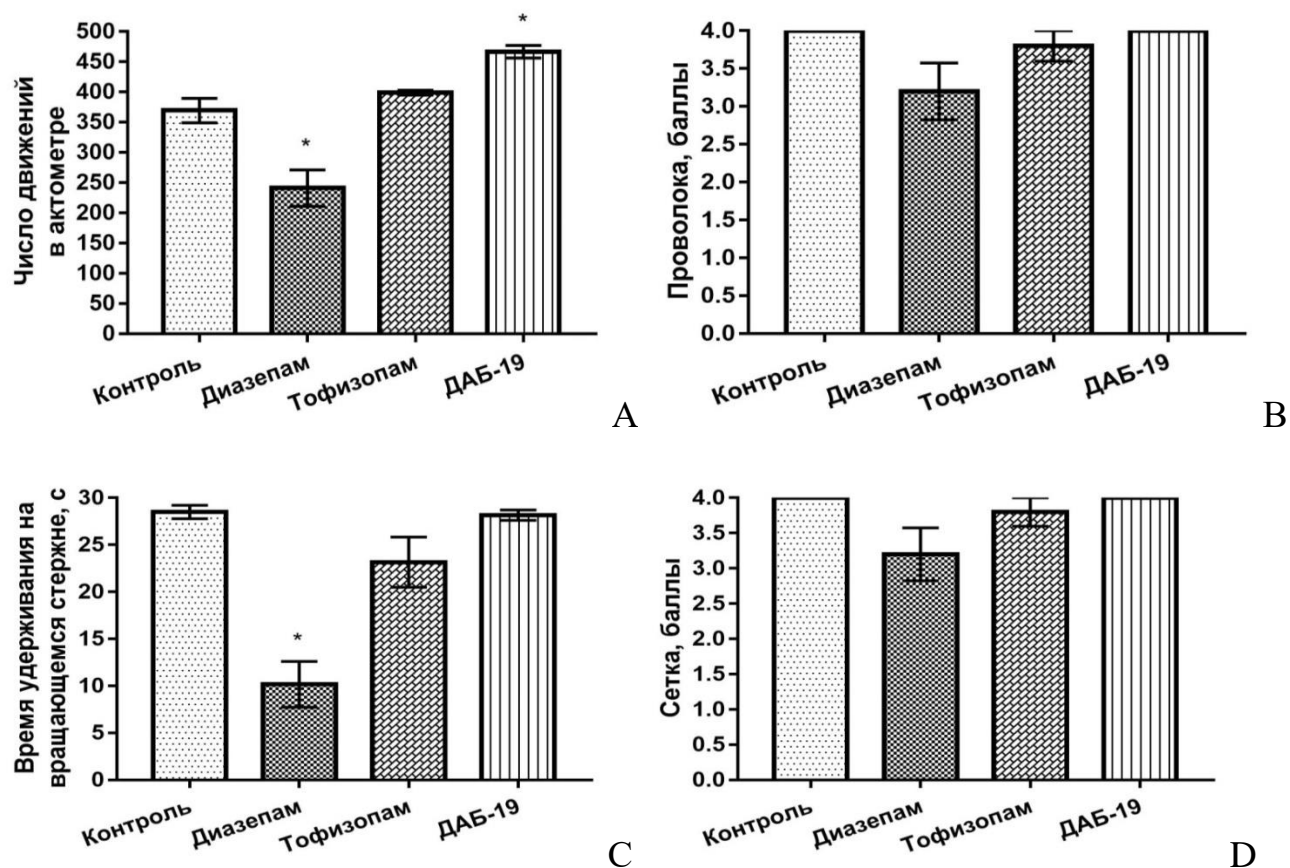 Число движений
в актометре
500
450
400
350
300
250
200
150
100
50
0
*
*
Контроль
Диазепам
Тофизопам
ДАБ-19
A
Проволока, баллы
4.0
3.5
3.0
2.5
2.0
1.5
1.0
0.5
0.0
Контроль
Диазепам
Тофизопам
ДАБ-19
B
Время удерживания на
вращающемся стержне, с
30
25
20
15
10
5
0
*
Контроль
Диазепам
Тофизопам
ДАБ-19
C
Сетка, баллы
4.0
3.5
3.0
2.5
2.0
1.5
1.0
0.5
0.0
Контроль
Диазепам
Тофизопам
ДАБ-19
D